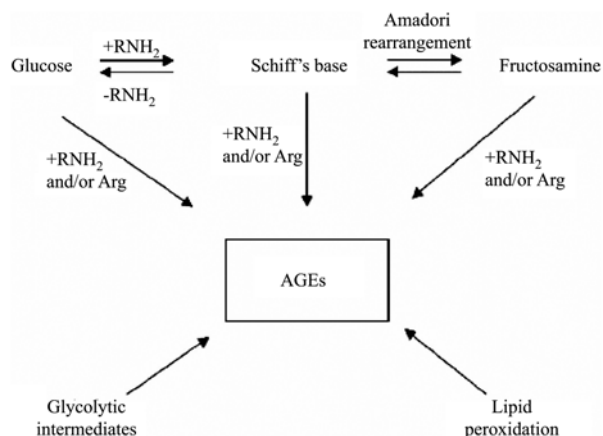 Amadori
rearrangement
+RNH₂
Glucose
Schiff's base
Fructosamine
-RNH₂
+RNH₂
and/or Arg
+RNH₂
and/or Arg
+RNH₂
and/or Arg
AGEs
Glycolytic
intermediates
Lipid
peroxidation